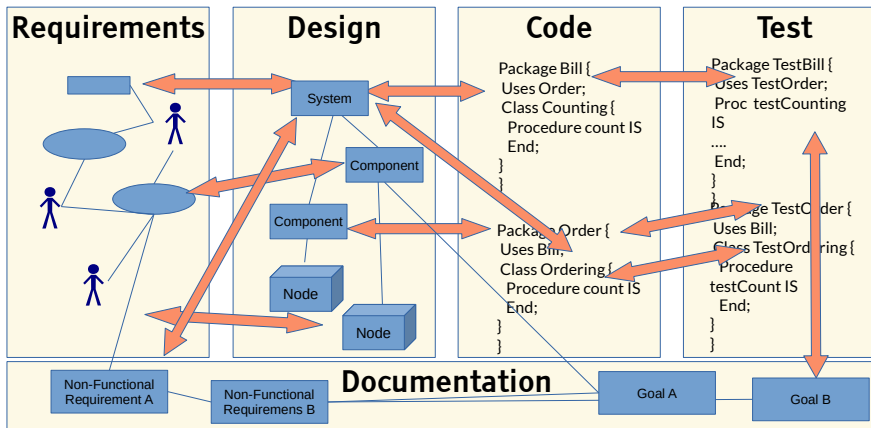 Requirements
Design
System
Component
Component
Node
Node
Code
Package Bill {
Uses Order;
Class Counting {
Procedure count IS
End;
}
}
Package Order {
Uses Bill;
Class Ordering {
Procedure count IS
End;
}
}
Test
Package TestBill {
Uses TestOrder;
Proc testCounting
IS
....
End;
}
}
Package TestOrder {
Uses Bill;
Class TestOrdering {
Procedure
testCount IS
End;
}
}
Documentation
Non-Functional
Requirement A
Non-Functional
Requiremens B
Goal A
Goal B